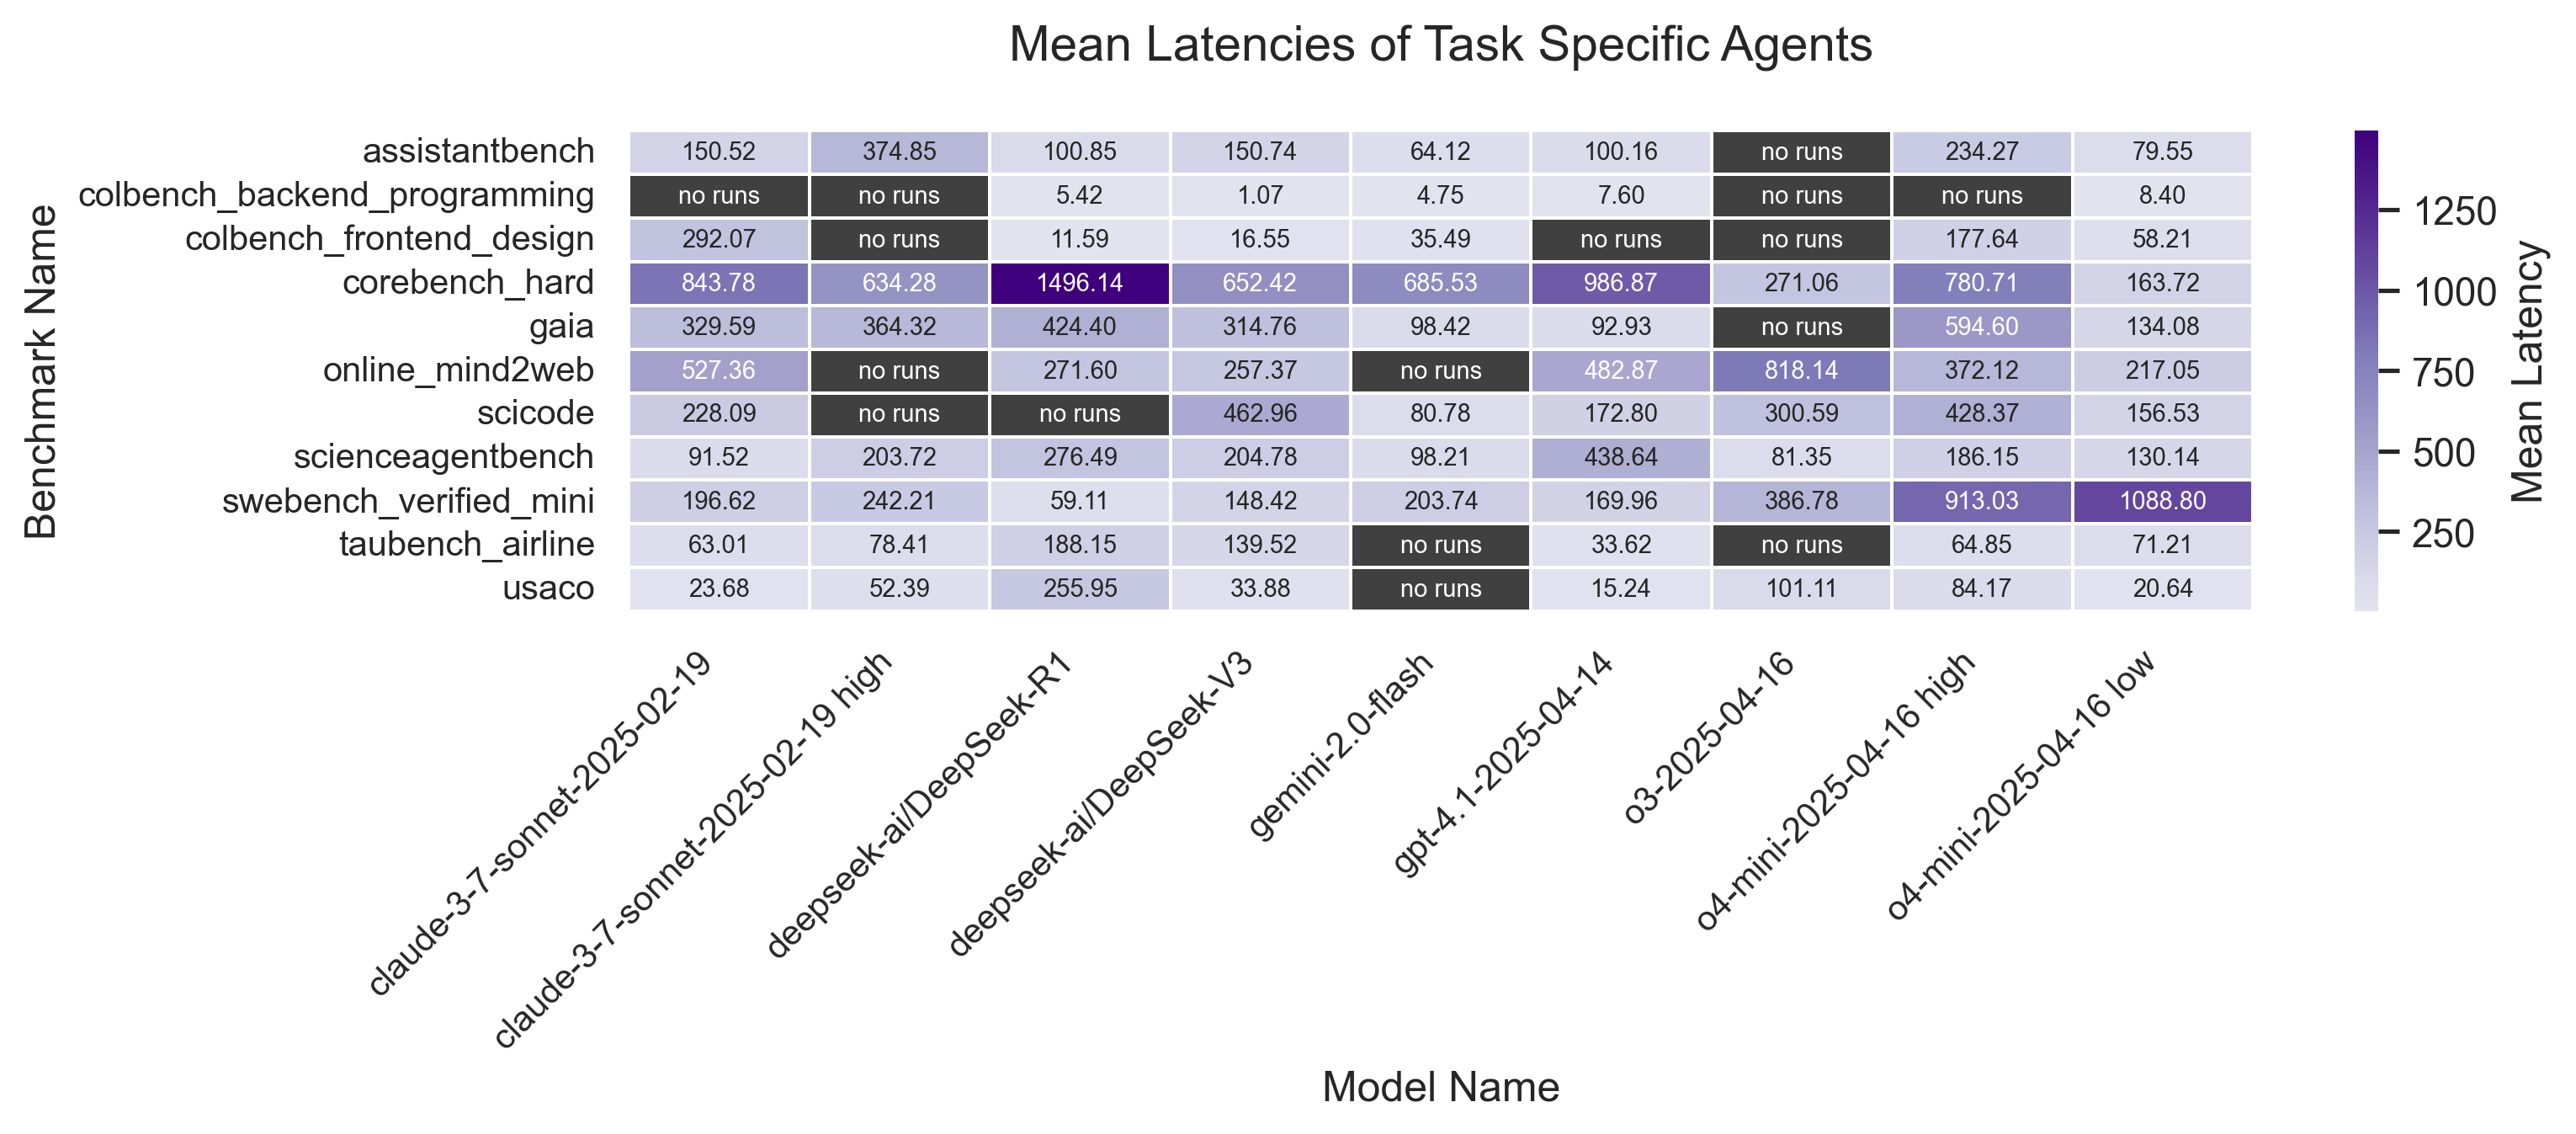 Mean Latencies of Task Specific Agents
Benchmark Name
assistantbench 150.52 374.85 100.85 150.74 64.12 100.16 no runs 234.27 79.55
colbench_backend_programming no runs no runs 5.42 1.07 4.75 7.60 no runs no runs 8.40
colbench_frontend_design 292.07 no runs 11.59 16.55 35.49 no runs no runs 177.64 58.21
corebench_hard 843.78 634.28 1496.14 652.42 685.53 986.87 271.06 780.71 163.72
gaia 329.59 364.32 424.40 314.76 98.42 92.93 no runs 594.60 134.08
online_mind2web 527.36 no runs 271.60 257.37 no runs 482.87 818.14 372.12 217.05
scicode 228.09 no runs no runs 462.96 80.78 172.80 300.59 428.37 156.53
scienceagentbench 91.52 203.72 276.49 204.78 98.21 438.64 81.35 186.15 130.14
swebench_verified_mini 196.62 242.21 59.11 148.42 203.74 169.96 386.78 913.03 1088.80
taubench_airline 63.01 78.41 188.15 139.52 no runs 33.62 no runs 64.85 71.21
usaco 23.68 52.39 255.95 33.88 no runs 15.24 101.11 84.17 20.64
claude-3-7-sonnet-2025-02-19
claude-3-7-sonnet-2025-02-19 high
deepseek-ai/DeepSeek-R1
deepseek-ai/DeepSeek-V3
gemini-2.0-flash
gpt-4.1-2025-04-14
o3-2025-04-16
o4-mini-2025-04-16 high
o4-mini-2025-04-16 low
Model Name
1250
1000
750
500
250
Mean Latency